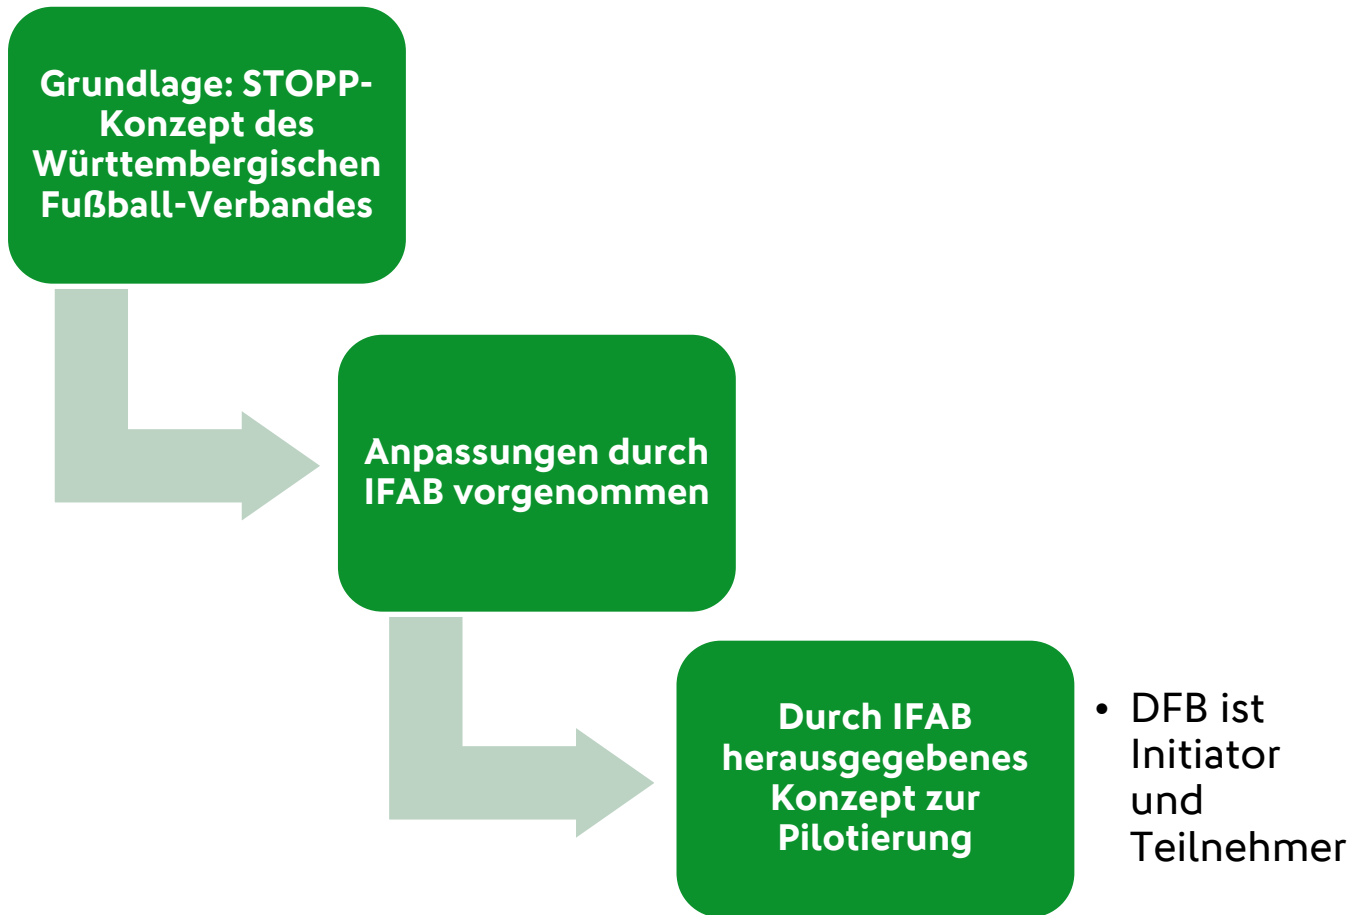 Grundlage: STOPP-
Konzept des
Württembergischen
Fußball-Verbandes
Anpassungen durch
IFAB vorgenommen
Durch IFAB
herausgegebenes
Konzept zur
Pilotierung
• DFB ist
Initiator
und
Teilnehmer